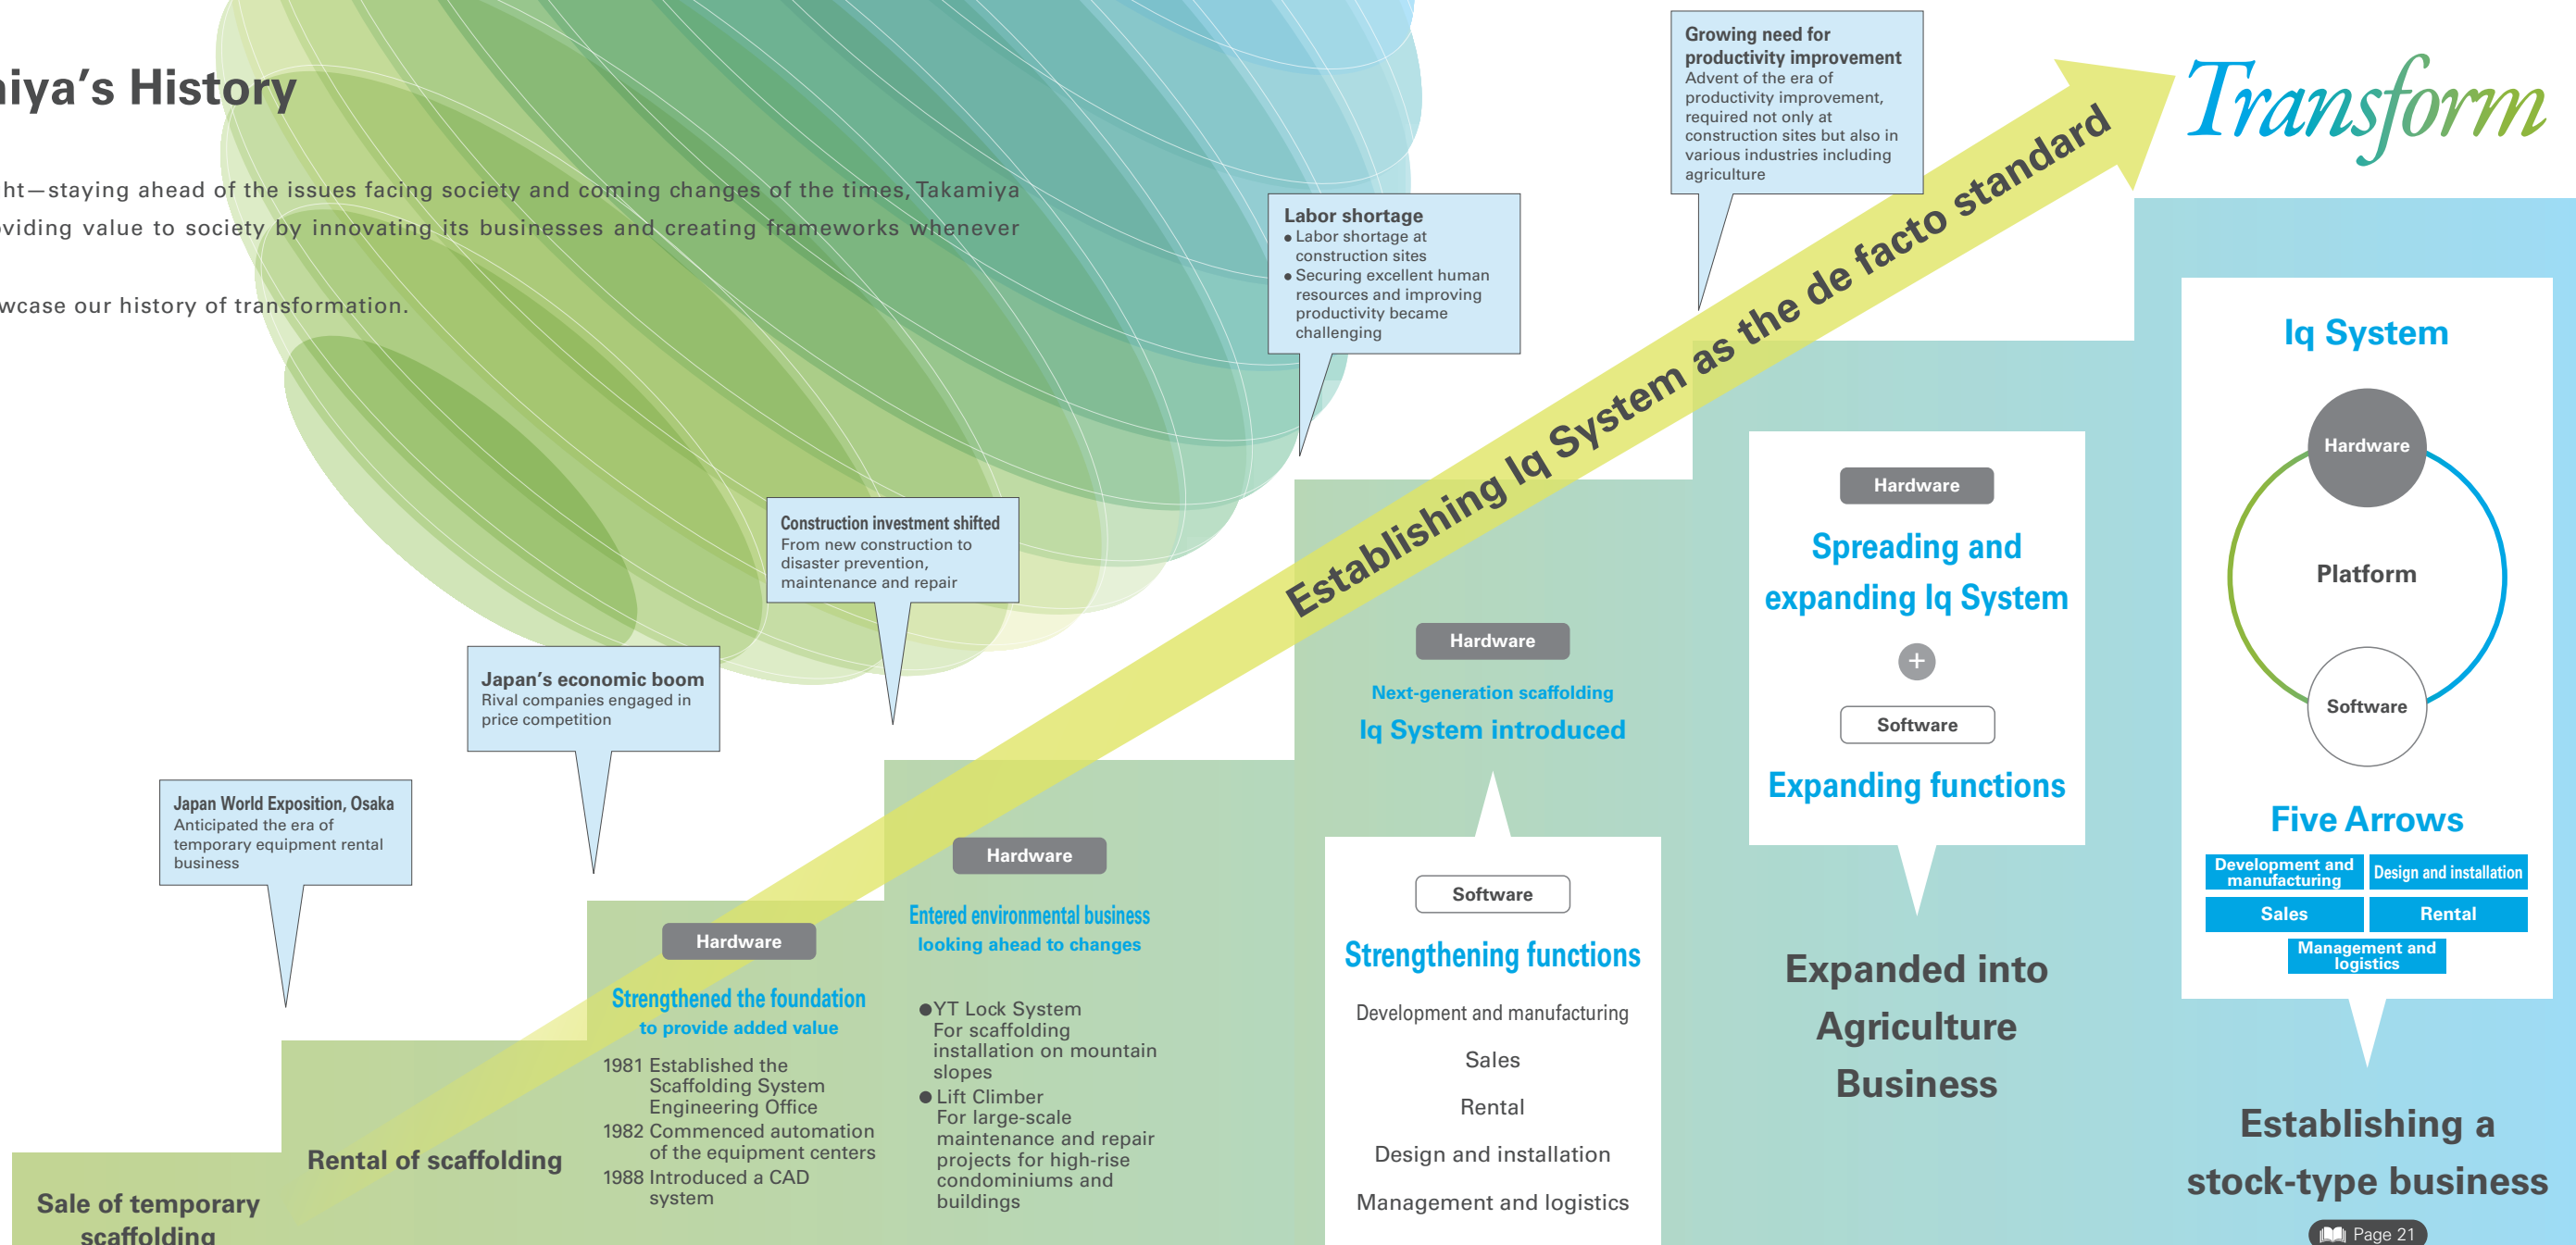 miya's History
ht—staying ahead of the issues facing society and coming changes of the times, Takamiya
oviding value to society by innovating its businesses and creating frameworks whenever
wcase our history of transformation.
Japan World Exposition, Osaka
Anticipated the era of
temporary equipment rental
business
Japan's economic boom
Rival companies engaged in
price competition
Construction investment shifted
From new construction to
disaster prevention,
maintenance and repair
Labor shortage
● Labor shortage at
construction sites
● Securing excellent human
resources and improving
productivity became
challenging
Growing need for
productivity improvement
Advent of the era of
productivity improvement,
required not only at
construction sites but also in
various industries including
agriculture
Establishing Iq System as the de facto standard
Transform
Sale of temporary
scaffolding
Rental of scaffolding
Hardware
Strengthened the foundation
to provide added value
1981 Established the
Scaffolding System
Engineering Office
1982 Commenced automation
of the equipment centers
1988 Introduced a CAD
system
Hardware
Entered environmental business
looking ahead to changes
●YT Lock System
For scaffolding
installation on mountain
slopes
● Lift Climber
For large-scale
maintenance and repair
projects for high-rise
condominiums and
buildings
Hardware
Next-generation scaffolding
Iq System introduced
Software
Strengthening functions
Development and manufacturing
Sales
Rental
Design and installation
Management and logistics
Hardware
Spreading and
expanding Iq System
+
Software
Expanding functions
Expanded into
Agriculture
Business
Iq System
Hardware
Platform
Software
Five Arrows
Development and
manufacturing
Design and installation
Sales
Rental
Management and
logistics
Establishing a
stock-type business
Page 21